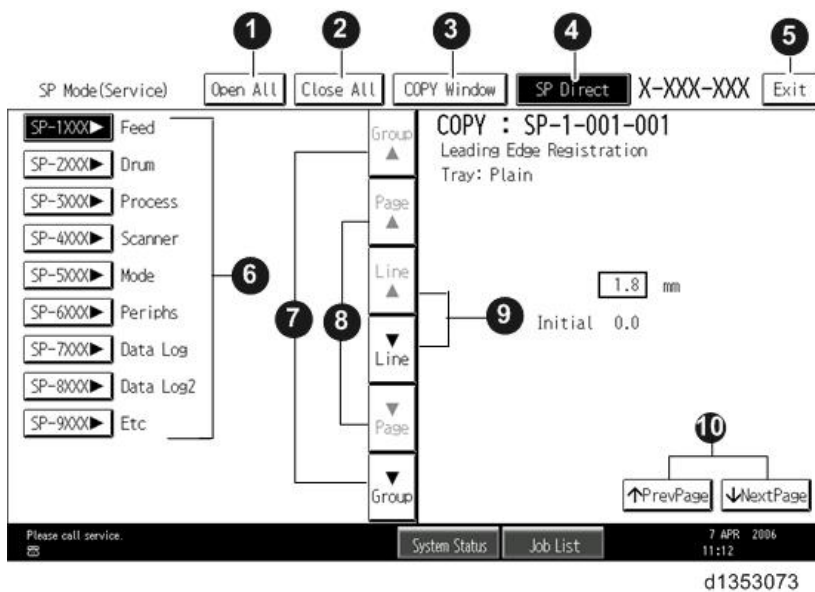 1 2 3 4 5
SP Mode(Service) Open All Close All COPY Window SP Direct X-XXX-XXX Exit
SP-1XXX▶ Feed
SP-2XXX▶ Drum
SP-3XXX▶ Process
SP-4XXX▶ Scanner
SP-5XXX▶ Mode
SP-6XXX▶ Periphs
SP-7XXX▶ Data Log
SP-8XXX▶ Data Log2
SP-9XXX▶ Etc
6
7
8
Group
▲
Page
▲
Line
▲
▼
Line
▼
Page
▼
Group
9
COPY : SP-1-001-001
Leading Edge Registration
Tray: Plain
1.8 mm
Initial 0.0
10
↑PrevPage ↓NextPage
Please call service.
System Status Job List
7 APR 2006
11:12
d1353073